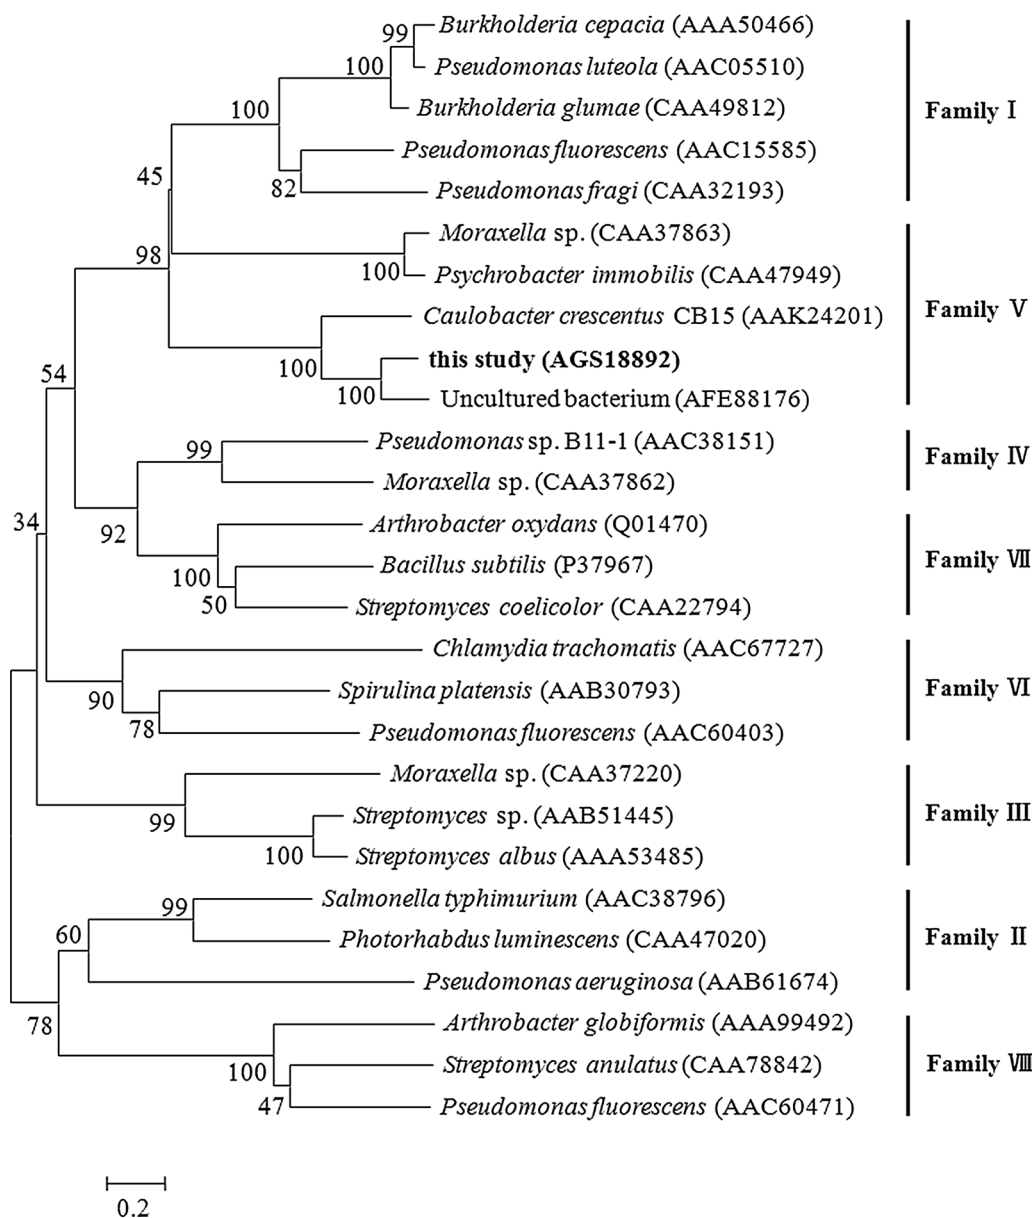 99 Burkholderia cepacia (AAA50466)
100 Pseudomonas luteola (AAC05510)
100 Burkholderia glumae (CAA49812) Family I
Pseudomonas fluorescens (AAC15585)
45 82 Pseudomonas fragi (CAA32193)
Moraxella sp. (CAA37863)
98 100 Psychrobacter immobilis (CAA47949)
Caulobacter crescentus CB15 (AAK24201) Family Ⅴ
100 this study (AGS18892)
54 100 Uncultured bacterium (AFE88176)
99 Pseudomonas sp. B11-1 (AAC38151) Family Ⅳ
Moraxella sp. (CAA37862)
34 92 Arthrobacter oxydans (Q01470)
100 Bacillus subtilis (P37967) Family Ⅶ
50 Streptomyces coelicolor (CAA22794)
Chlamydia trachomatis (AAC67727)
90 Spirulina platensis (AAB30793) Family Ⅵ
78 Pseudomonas fluorescens (AAC60403)
Moraxella sp. (CAA37220)
99 Streptomyces sp. (AAB51445) Family III
100 Streptomyces albus (AAA53485)
99 Salmonella typhimurium (AAC38796)
60 Photorhabdus luminescens (CAA47020) Family Ⅱ
Pseudomonas aeruginosa (AAB61674)
78 Arthrobacter globiformis (AAA99492)
100 Streptomyces anulatus (CAA78842) Family Ⅷ
47 Pseudomonas fluorescens (AAC60471)
0.2